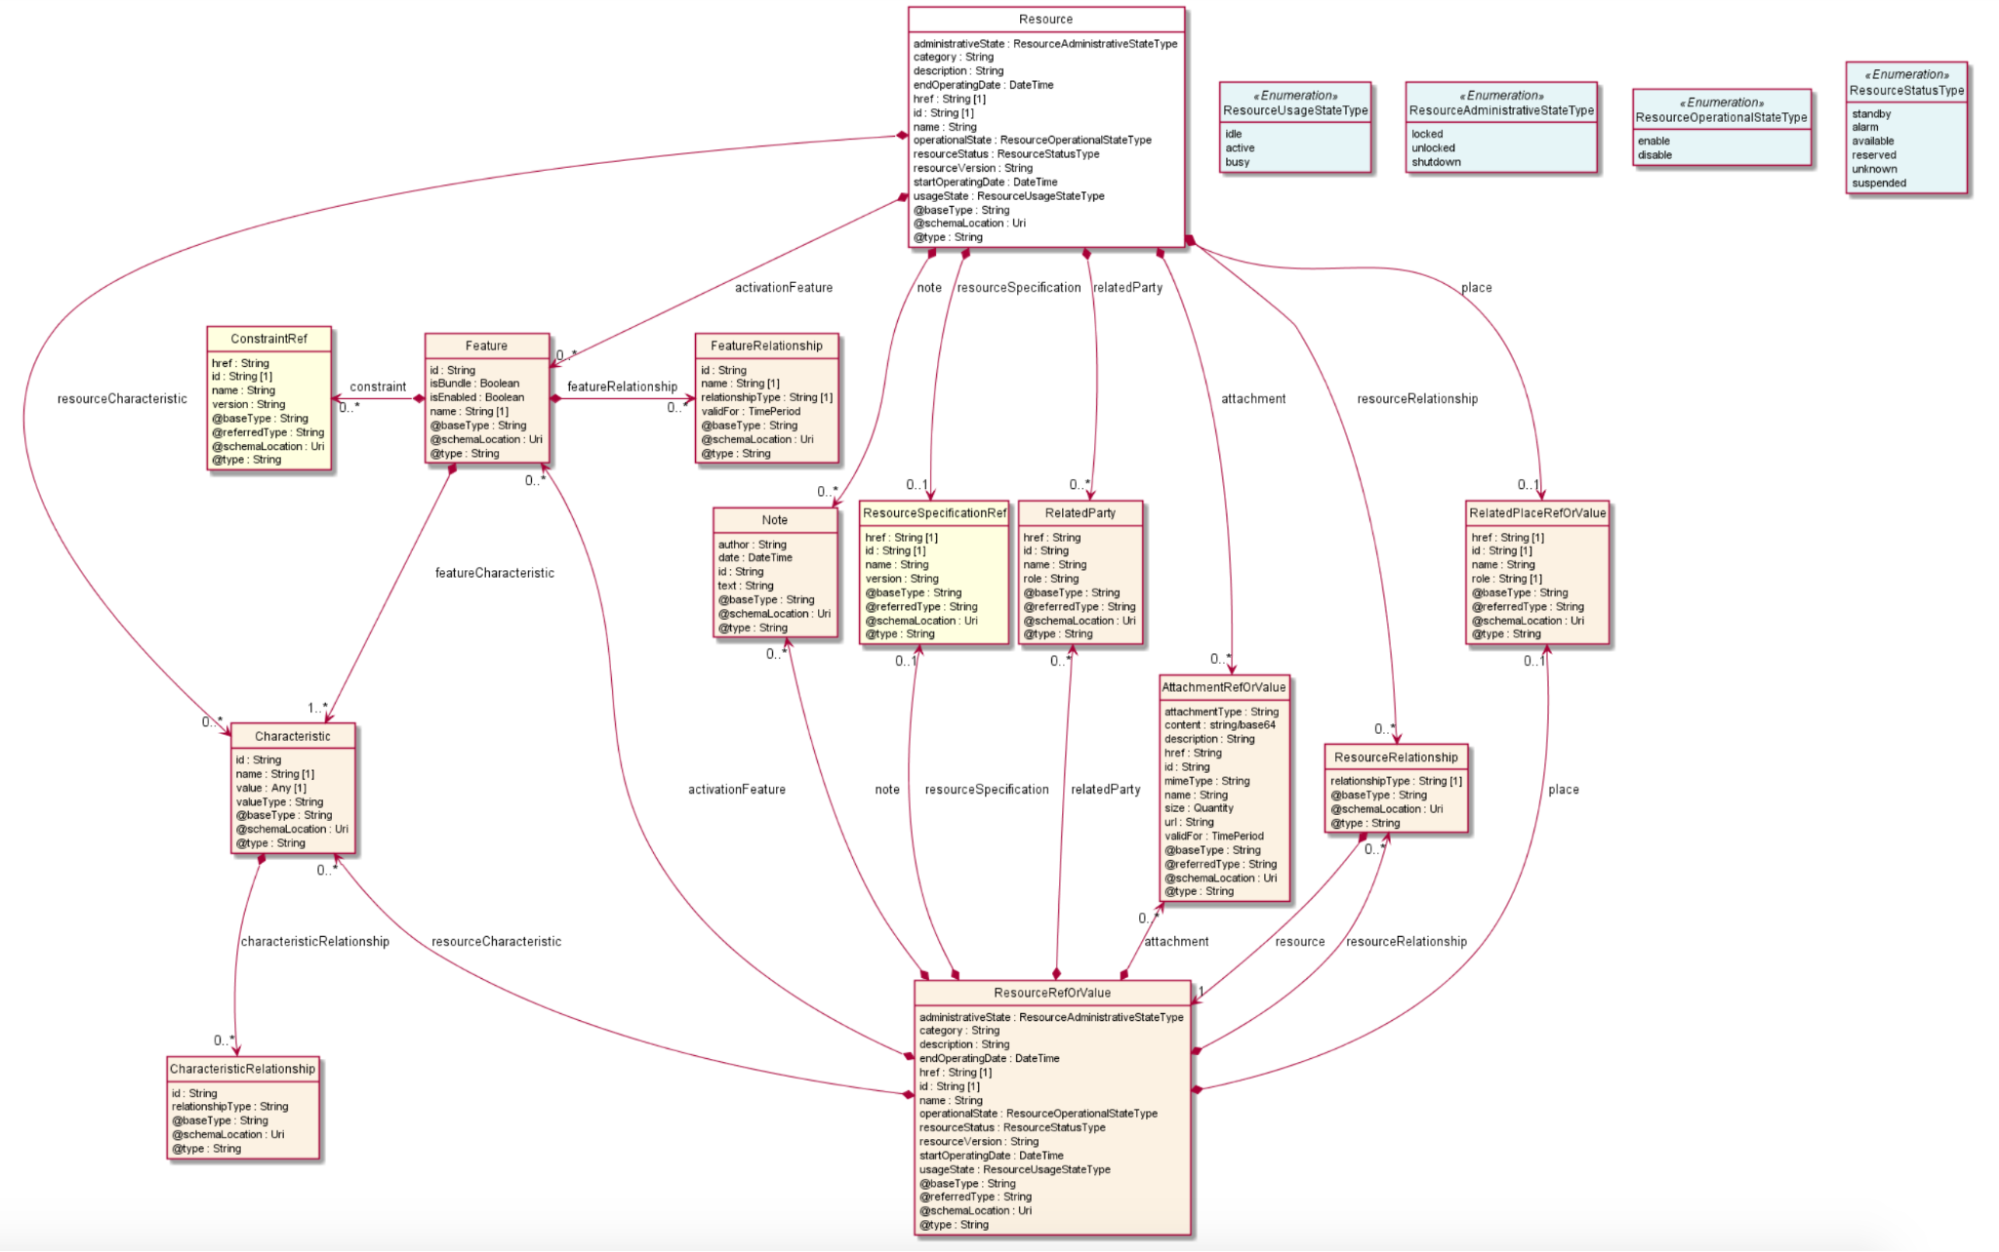 Resource
administrativeState : ResourceAdministrativeStateType
category : String
description : String
endOperatingDate : DateTime
href : String [1]
id : String [1]
name : String
operationalState : ResourceOperationalStateType
resourceStatus : ResourceStatusType
resourceVersion : String
startOperatingDate : DateTime
usageState : ResourceUsageStateType
@baseType : String
@schemaLocation : Uri
@type : String
«Enumeration»
ResourceUsageStateType
idle
active
busy
«Enumeration»
ResourceAdministrativeStateType
locked
unlocked
shutdown
«Enumeration»
ResourceOperationalStateType
enable
disable
«Enumeration»
ResourceStatusType
standby
alarm
available
reserved
unknown
suspended
activationFeature
note
resourceSpecification
relatedParty
place
ConstraintRef
href : String
id : String [1]
name : String
version : String
@baseType : String
@referredType : String
@schemaLocation : Uri
@type : String
constraint
0..*
Feature
id : String
isBundle : Boolean
isEnabled : Boolean
name : String [1]
@baseType : String
@schemaLocation : Uri
@type : String
0..*
featureRelationship
0..*
FeatureRelationship
id : String
name : String [1]
relationshipType : String [1]
validFor : TimePeriod
@baseType : String
@schemaLocation : Uri
@type : String
resourceCharacteristic
attachment
resourceRelationship
0..*
0..*
0..1
0..*
0..1
Note
author : String
date : DateTime
id : String
text : String
@baseType : String
@schemaLocation : Uri
@type : String
ResourceSpecificationRef
href : String [1]
id : String [1]
name : String
version : String
@baseType : String
@referredType : String
@schemaLocation : Uri
@type : String
RelatedParty
href : String
id : String
name : String
role : String
@baseType : String
@referredType : String
@schemaLocation : Uri
@type : String
RelatedPlaceRefOrValue
href : String [1]
id : String [1]
name : String
role : String [1]
@baseType : String
@referredType : String
@schemaLocation : Uri
@type : String
featureCharacteristic
0..*
0..1
0..*
0..*
0..1
AttachmentRefOrValue
attachmentType : String
content : string/base64
description : String
href : String
id : String
mimeType : String
name : String
size : Quantity
url : String
validFor : TimePeriod
@baseType : String
@referredType : String
@schemaLocation : Uri
@type : String
1..*
0..*
0..*
Characteristic
id : String
name : String [1]
value : Any [1]
valueType : String
@baseType : String
@schemaLocation : Uri
@type : String
ResourceRelationship
relationshipType : String [1]
@baseType : String
@schemaLocation : Uri
@type : String
activationFeature
note
resourceSpecification
relatedParty
place
0..*
0..*
0..*
characteristicRelationship
resourceCharacteristic
attachment
resource
resourceRelationship
1
0..*
CharacteristicRelationship
id : String
relationshipType : String
@baseType : String
@schemaLocation : Uri
@type : String
ResourceRefOrValue
administrativeState : ResourceAdministrativeStateType
category : String
description : String
endOperatingDate : DateTime
href : String [1]
id : String [1]
name : String
operationalState : ResourceOperationalStateType
resourceStatus : ResourceStatusType
resourceVersion : String
startOperatingDate : DateTime
usageState : ResourceUsageStateType
@baseType : String
@referredType : String
@schemaLocation : Uri
@type : String